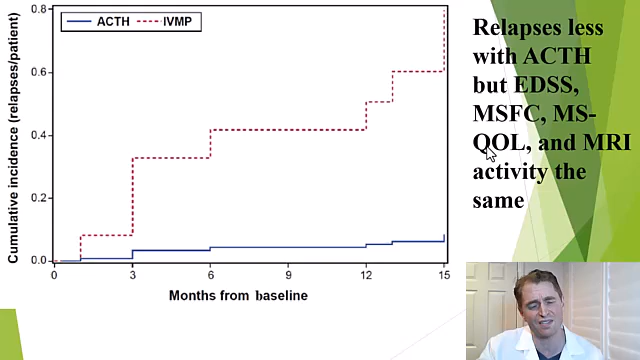 ACTH IVMP
Cumulative incidence (relapses/patient)
0.8
0.6
0.4
0.2
0.0
0 3 6 9 12 15
Months from baseline
Relapses less
with ACTH
but EDSS,
MSFC, MS-
QOL, and MRI
activity the
same